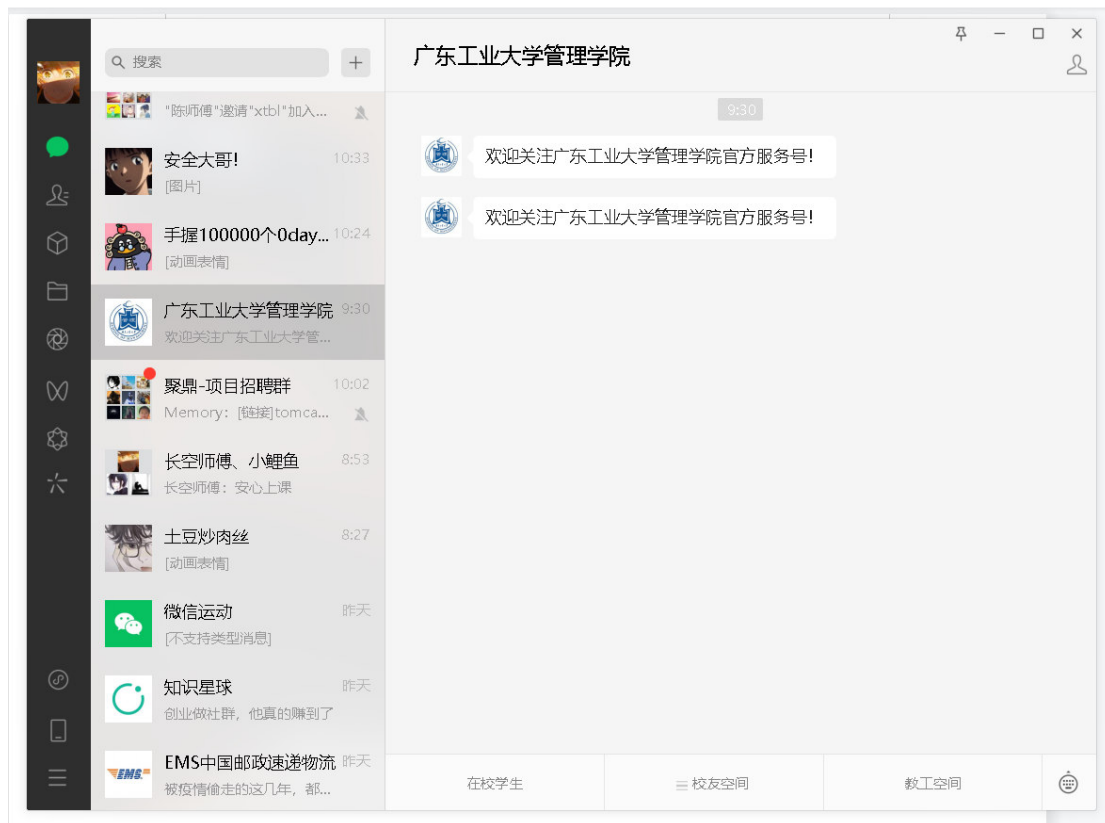 搜索
"陈师傅"邀请"xtbl"加入...
安全大哥!
10:33
[图片]
手握100000个0day...
10:24
[动画表情]
广东工业大学管理学院
9:30
欢迎关注广东工业大学管...
聚鼎-项目招聘群
10:02
Memory: [链接]tomca...
长空师傅、小鲤鱼
8:53
长空师傅: 安心上课
土豆炒肉丝
8:27
[动画表情]
微信运动
昨天
[不支持类型消息]
知识星球
昨天
创业做社群，他真的赚到了
EMS
EMS中国邮政速递物流
昨天
被疫情偷走的这几年，都...
广东工业大学管理学院
9:30
欢迎关注广东工业大学管理学院官方服务号!
欢迎关注广东工业大学管理学院官方服务号!
在校学生
校友空间
教工空间